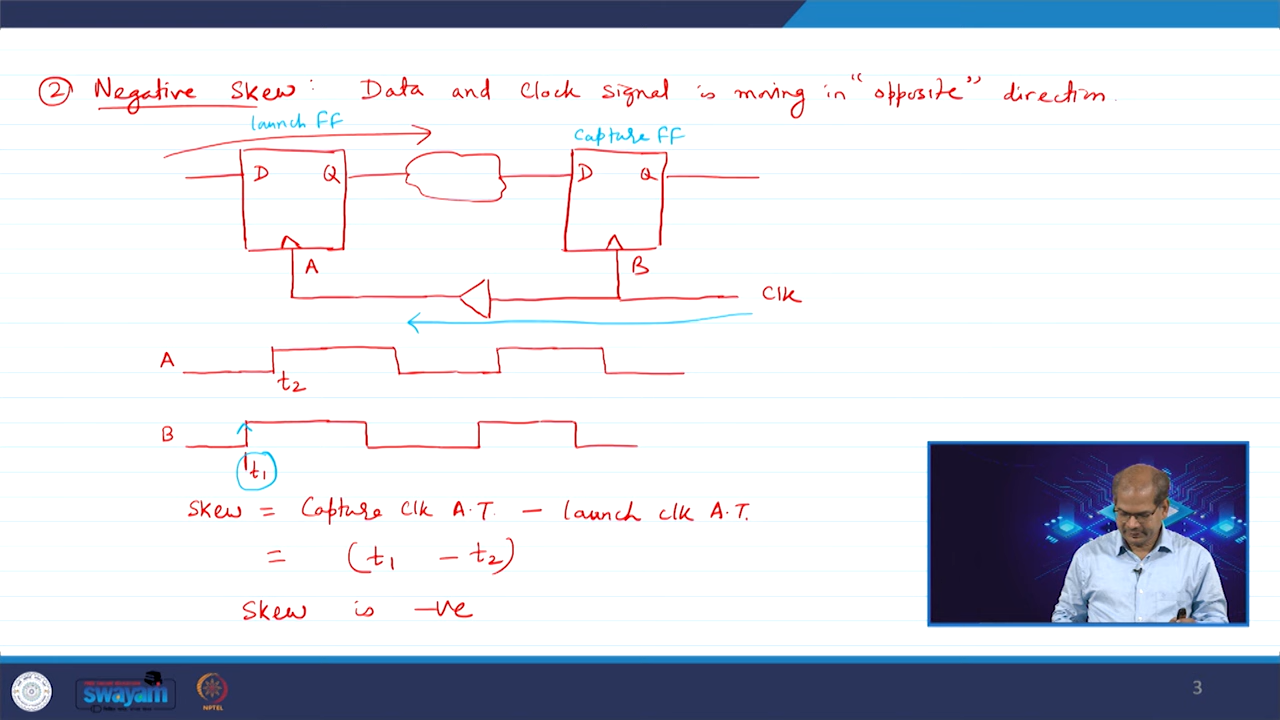 ② Negative Skew: Data and Clock signal is moving in "opposite" direction.
launch FF
Capture FF
D Q D Q
A B
Clk
A
t2
B
t1
Skew = Capture Clk A.T. - launch clk A.T.
= (t1 - t2)
Skew is -ve
swayam
NPTEL
3